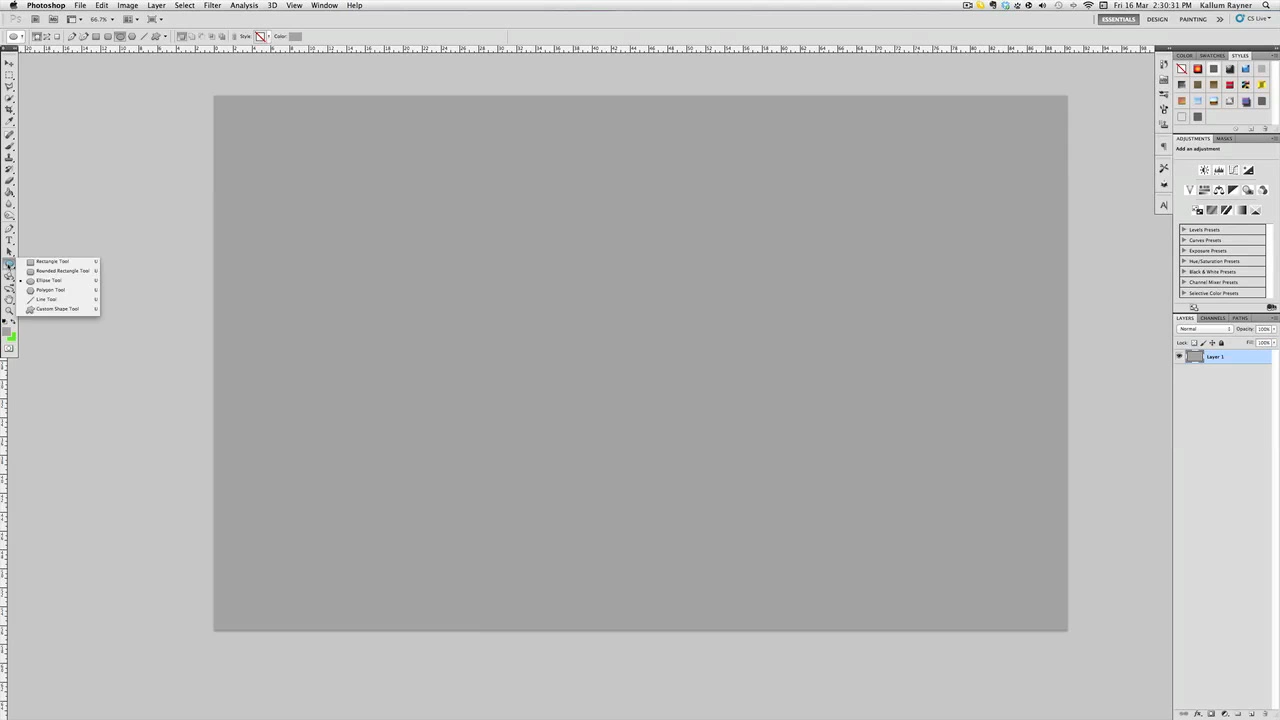 Photoshop File Edit Image Layer Select Filter Analysis 3D View Window Help Fri 16 Mar 2:30:31 PM Kallum Rayner
Ps Br Mb 66.7% ESSENTIALS DESIGN PAINTING CS Live
Style: Color:
COLOR SWATCHES STYLES
ADJUSTMENTS MASKS
Add an adjustment
Levels Presets
Curves Presets
Exposure Presets
Hue/Saturation Presets
Black & White Presets
Channel Mixer Presets
Selective Color Presets
Rectangle Tool U
Rounded Rectangle Tool U
Ellipse Tool U
Polygon Tool U
Line Tool U
Custom Shape Tool U
LAYERS CHANNELS PATHS
Normal Opacity: 100%
Lock: Fill: 100%
Layer 1